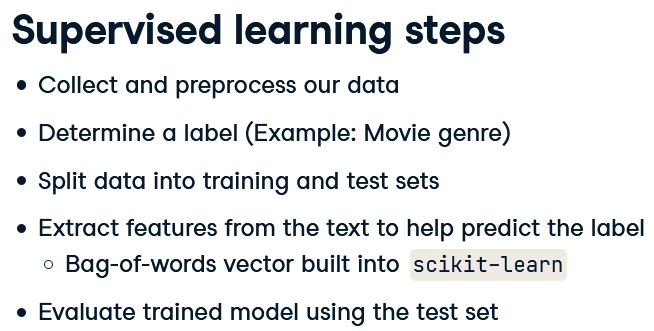 Supervised learning steps
• Collect and preprocess our data
• Determine a label (Example: Movie genre)
• Split data into training and test sets
• Extract features from the text to help predict the label
○ Bag-of-words vector built into scikit-learn
• Evaluate trained model using the test set